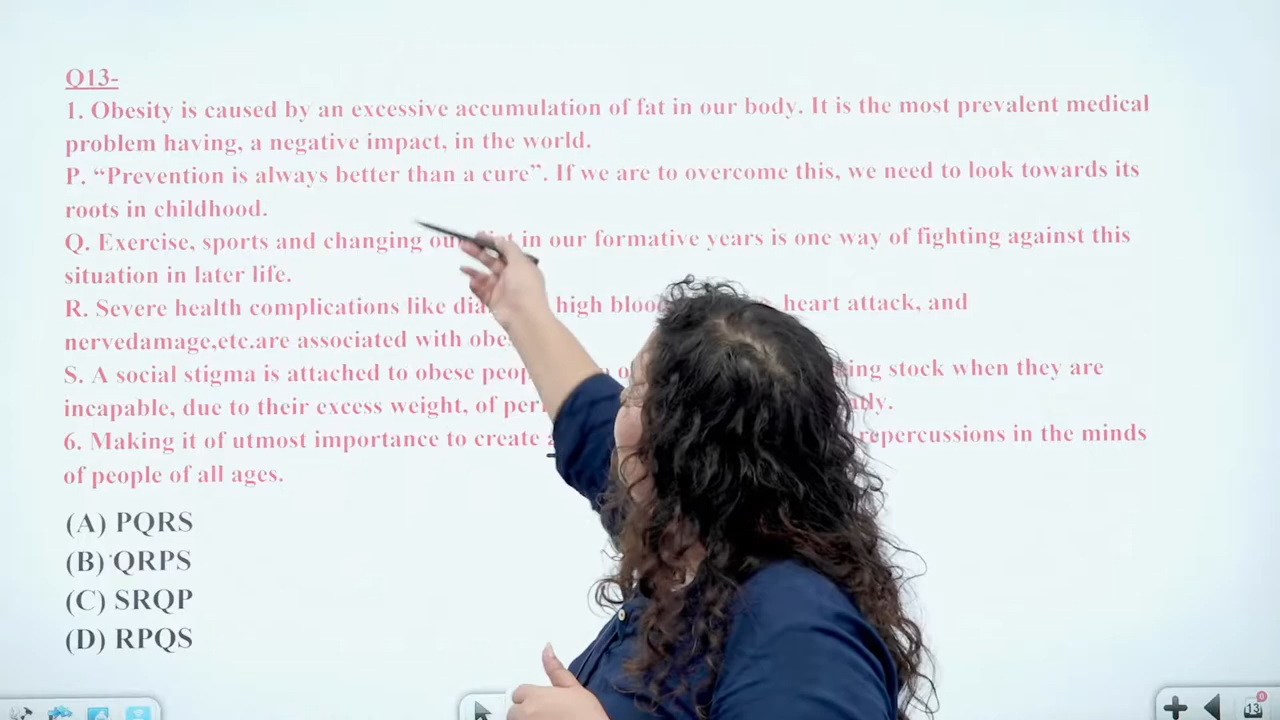 Q13-
1. Obesity is caused by an excessive accumulation of fat in our body. It is the most prevalent medical
problem having, a negative impact, in the world.
P. “Prevention is always better than a cure”. If we are to overcome this, we need to look towards its
roots in childhood.
Q. Exercise, sports and changing in our formative years is one way of fighting against this
situation in later life.
R. Severe health complications like high heart attack, and
nervedamage,etc.are associated with
S. A social stigma is attached to obese stock when they are
incapable, due to their excess weight, of
6. Making it of utmost importance to create repercussions in the minds
of people of all ages.
(A) PQRS
(B) QRPS
(C) SRQP
(D) RPQS
13